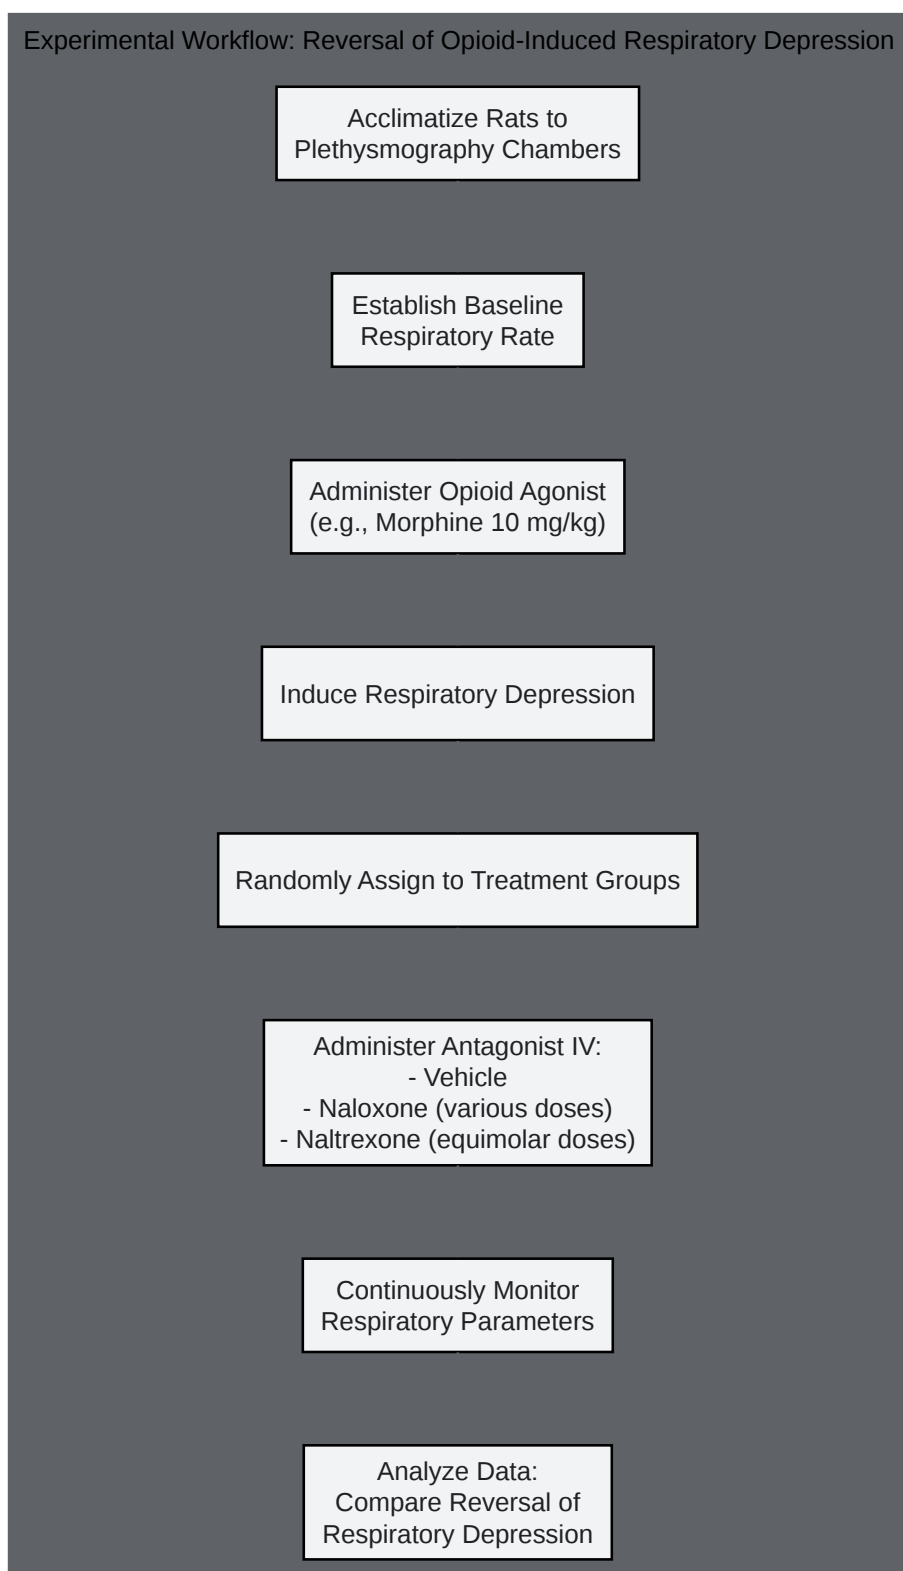 Experimental Workflow: Reversal of Opioid-Induced Respiratory Depression
Acclimatize Rats to
Plethysmography Chambers
Establish Baseline
Respiratory Rate
Administer Opioid Agonist
(e.g., Morphine 10 mg/kg)
Induce Respiratory Depression
Randomly Assign to Treatment Groups
Administer Antagonist IV:
- Vehicle
- Naloxone (various doses)
- Naltrexone (equimolar doses)
Continuously Monitor
Respiratory Parameters
Analyze Data:
Compare Reversal of
Respiratory Depression